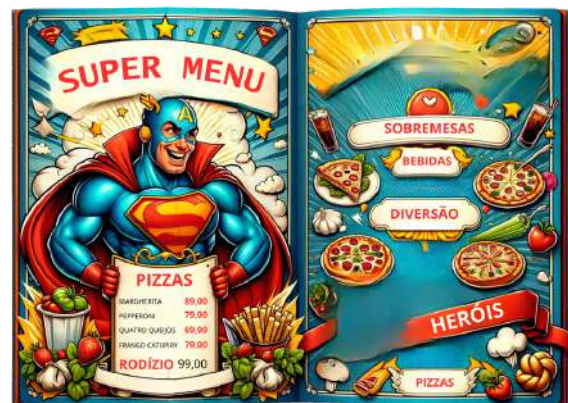 SUPER MENU
PIZZAS
MARGHERITA 89,00
PEPPERONI 79,00
QUATRO QUEIJOS 69,00
FRANGO CATUPIRY 79,00
RODÍZIO 99,00
SOBREMESAS
BEBIDAS
DIVERSÃO
HERÓIS
PIZZAS